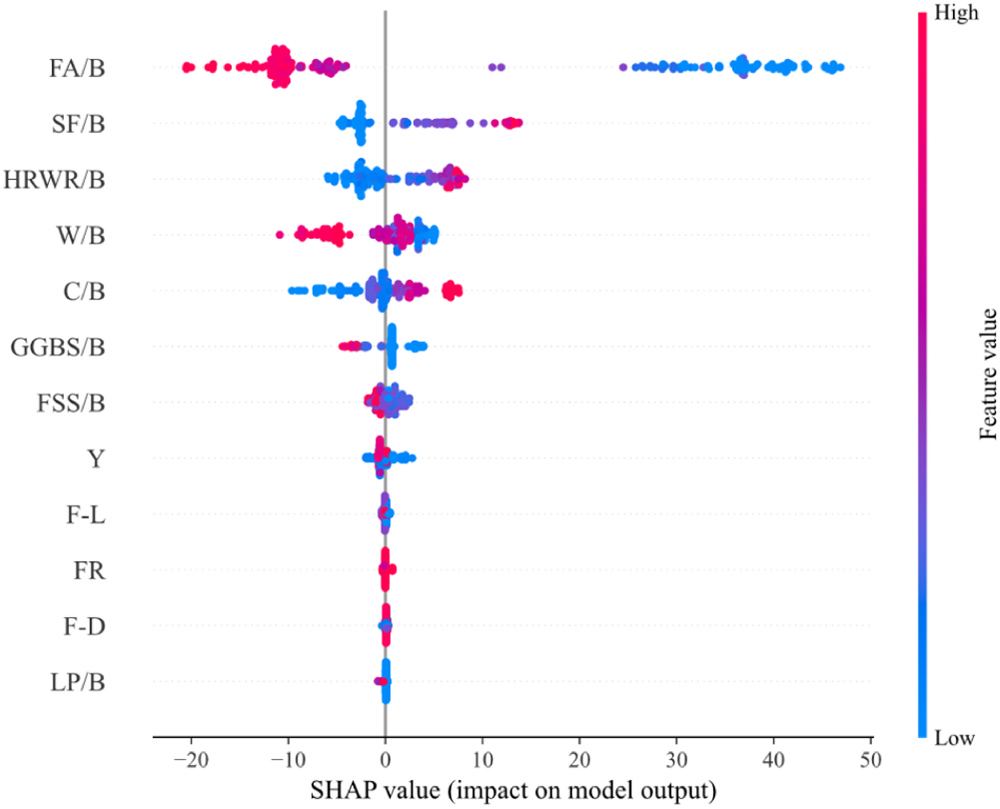 High
FA/B
SF/B
HRWR/B
W/B
C/B
GGBS/B
FSS/B
Y
F-L
FR
F-D
LP/B
Feature value
Low
−20 −10 0 10 20 30 40 50
SHAP value (impact on model output)